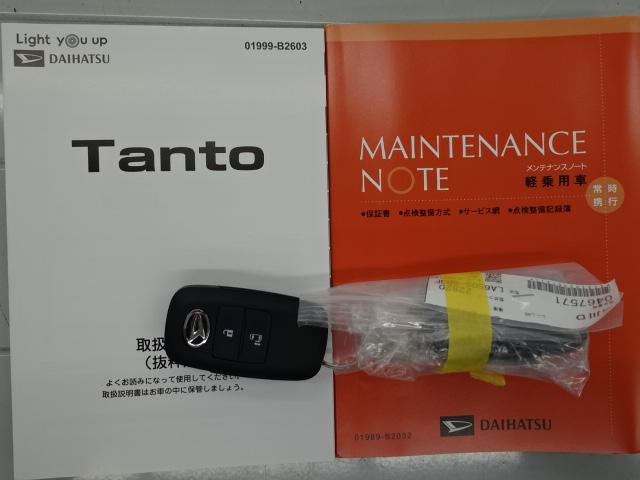 Light you up
DAIHATSU
01999-B2603
Tanto
取扱
（抜粋
よくお読みになって使用してください
取扱説明書はお車の中に保管しましょう。
MAINTENANCE
NOTE
メンテナンスノート
軽乗用車
常時
携行
●保証書 ●点検整備方式 ●サービス網 ●点検整備記録簿
0467571
DAIHATSU
01989-B2032